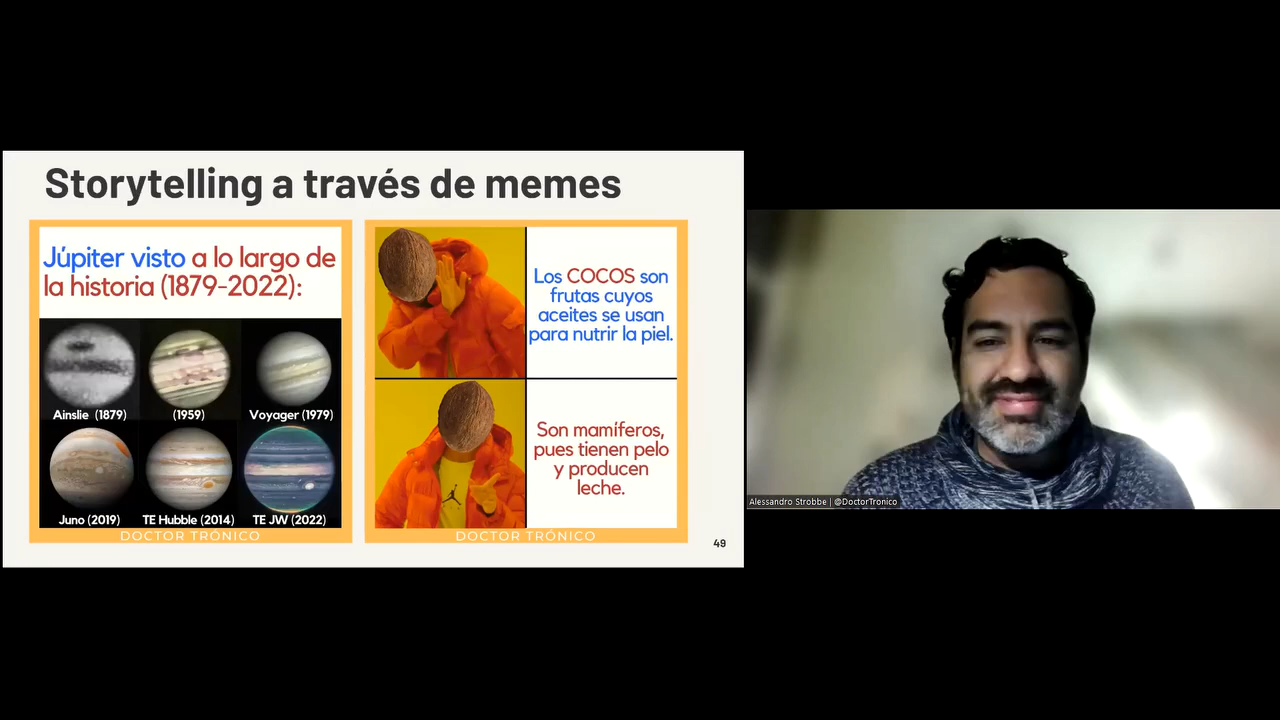 Storytelling a través de memes
Júpiter visto a lo largo de
la historia (1879-2022):
Ainslie (1879)
(1959)
Voyager (1979)
Juno (2019)
TE Hubble (2014)
TE JW (2022)
DOCTOR TRÓNICO
Los COCOS son
frutas cuyos
aceites se usan
para nutrir la piel.
Son mamíferos,
pues tienen pelo
y producen
leche.
DOCTOR TRÓNICO
49
Alessandro Strobbe | @DoctorTronico